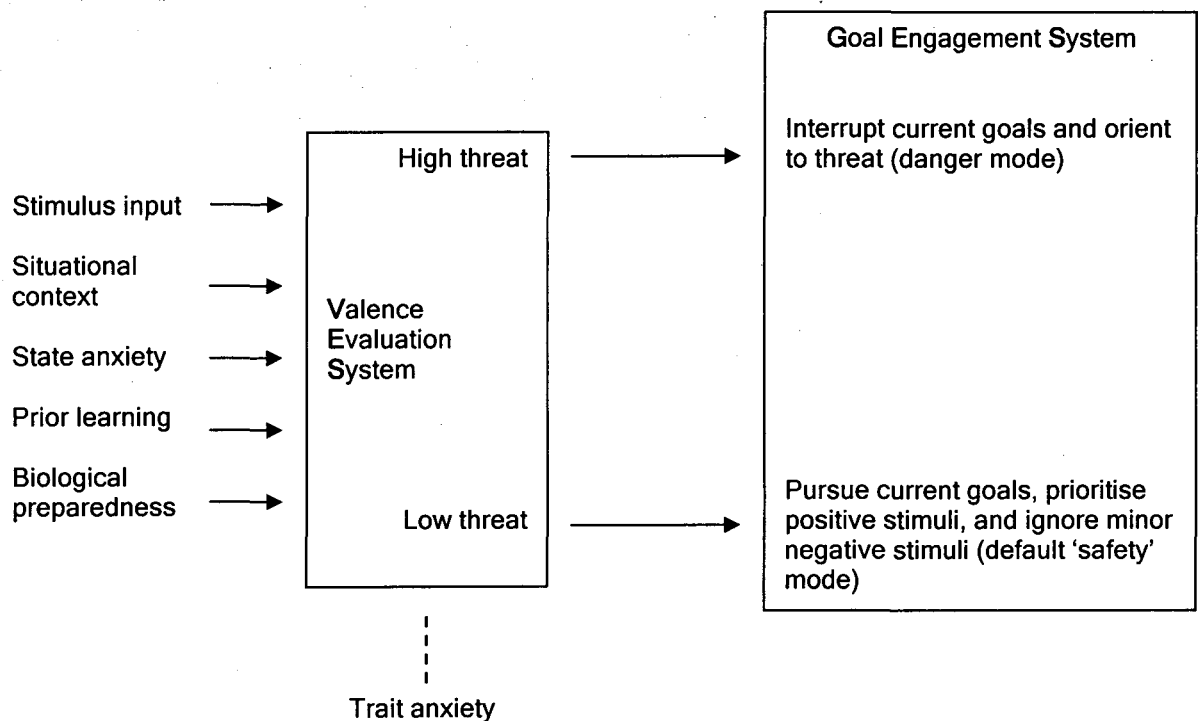 Goal Engagement System
Interrupt current goals and orient
to threat (danger mode)
High threat
Stimulus input
Situational
context
Valence
Evaluation
System
State anxiety
Prior learning
Biological
preparedness
Low threat
Pursue current goals, prioritise
positive stimuli, and ignore minor
negative stimuli (default 'safety'
mode)
Trait anxiety